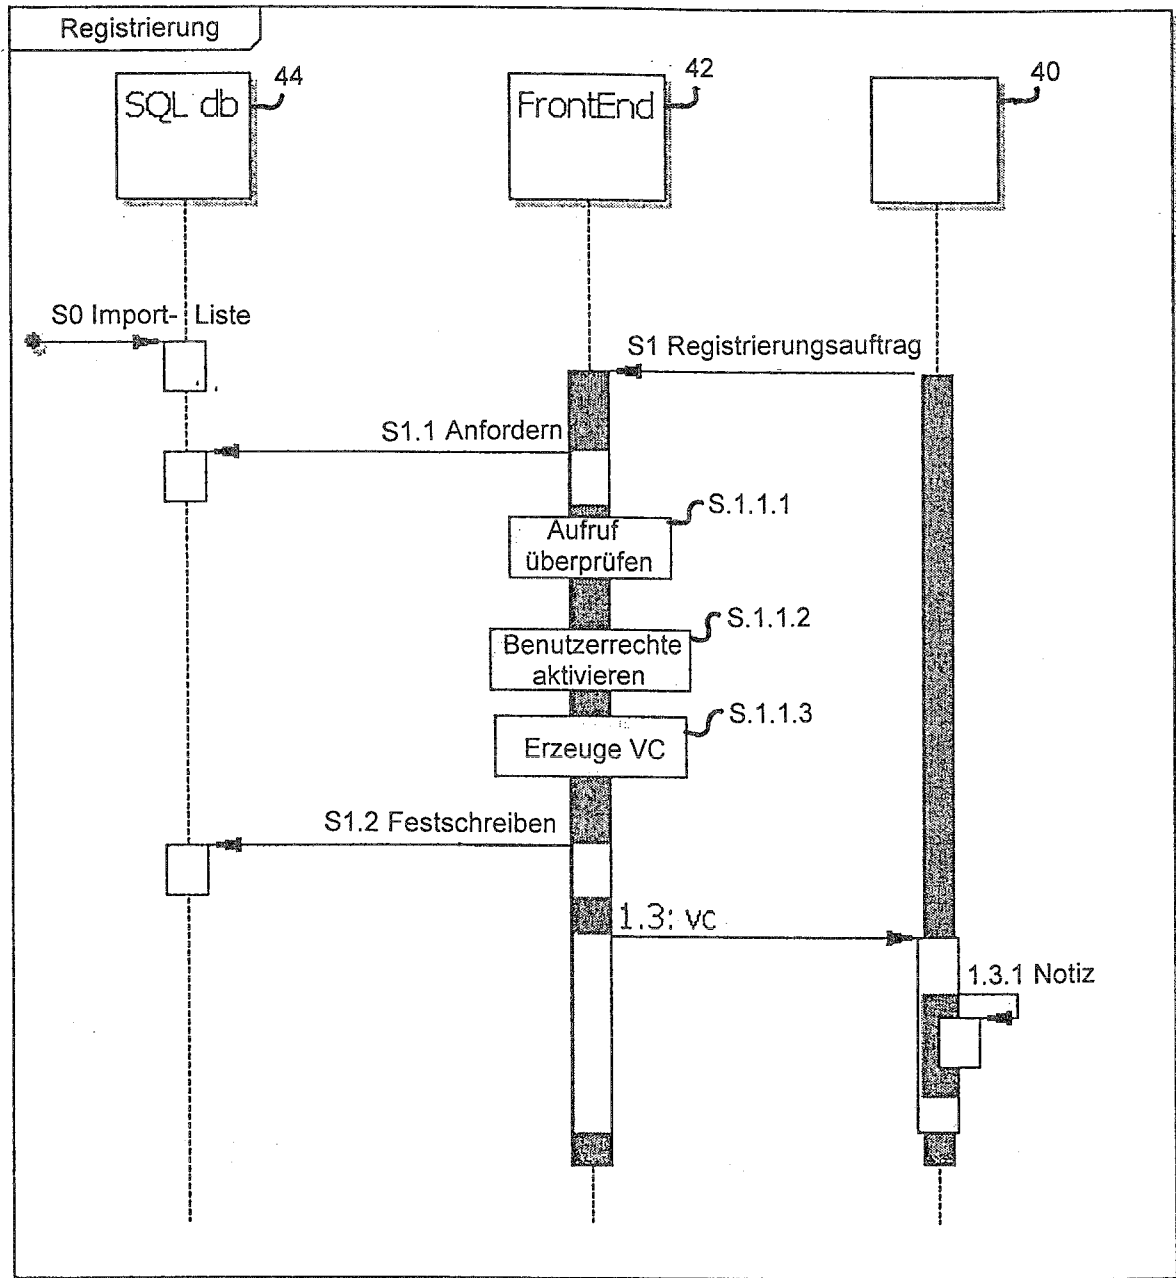 Registrierung
44
42
40
SQL db
FrontEnd
S0 Import- Liste
S1 Registrierungsauftrag
S1.1 Anfordern
S.1.1.1
Aufruf
überprüfen
S.1.1.2
Benutzerrechte
aktivieren
S.1.1.3
Erzeuge VC
S1.2 Festschreiben
1.3: VC
1.3.1 Notiz